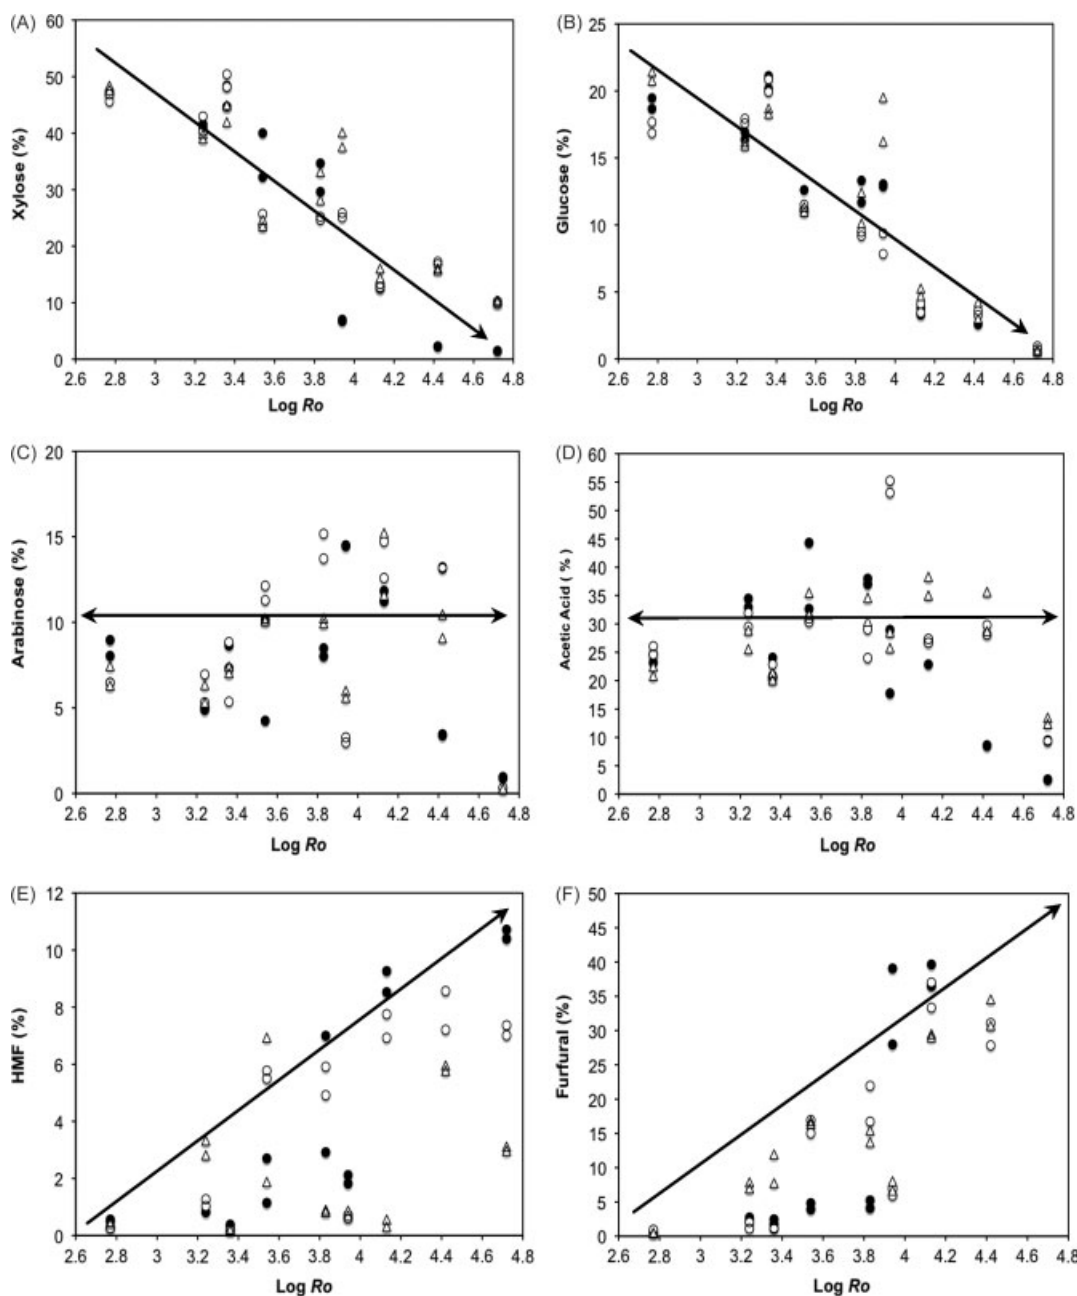 (A)
60
50
40
30
20
10
0
Xylose (%)
2.6 2.8 3 3.2 3.4 3.6 3.8 4 4.2 4.4 4.6 4.8
Log Ro
(B)
25
20
15
10
5
0
Glucose (%)
2.6 2.8 3 3.2 3.4 3.6 3.8 4 4.2 4.4 4.6 4.8
Log Ro
(C)
20
15
10
5
0
Arabinose (%)
2.6 2.8 3 3.2 3.4 3.6 3.8 4 4.2 4.4 4.6 4.8
Log Ro
(D)
60
55
50
45
40
35
30
25
20
15
10
5
0
Acetic Acid ( %)
2.6 2.8 3 3.2 3.4 3.6 3.8 4 4.2 4.4 4.6 4.8
Log Ro
(E)
12
10
8
6
4
2
0
HMF (%)
2.6 2.8 3 3.2 3.4 3.6 3.8 4 4.2 4.4 4.6 4.8
Log Ro
(F)
50
45
40
35
30
25
20
15
10
5
0
Furfural (%)
2.6 2.8 3 3.2 3.4 3.6 3.8 4 4.2 4.4 4.6 4.8
Log Ro